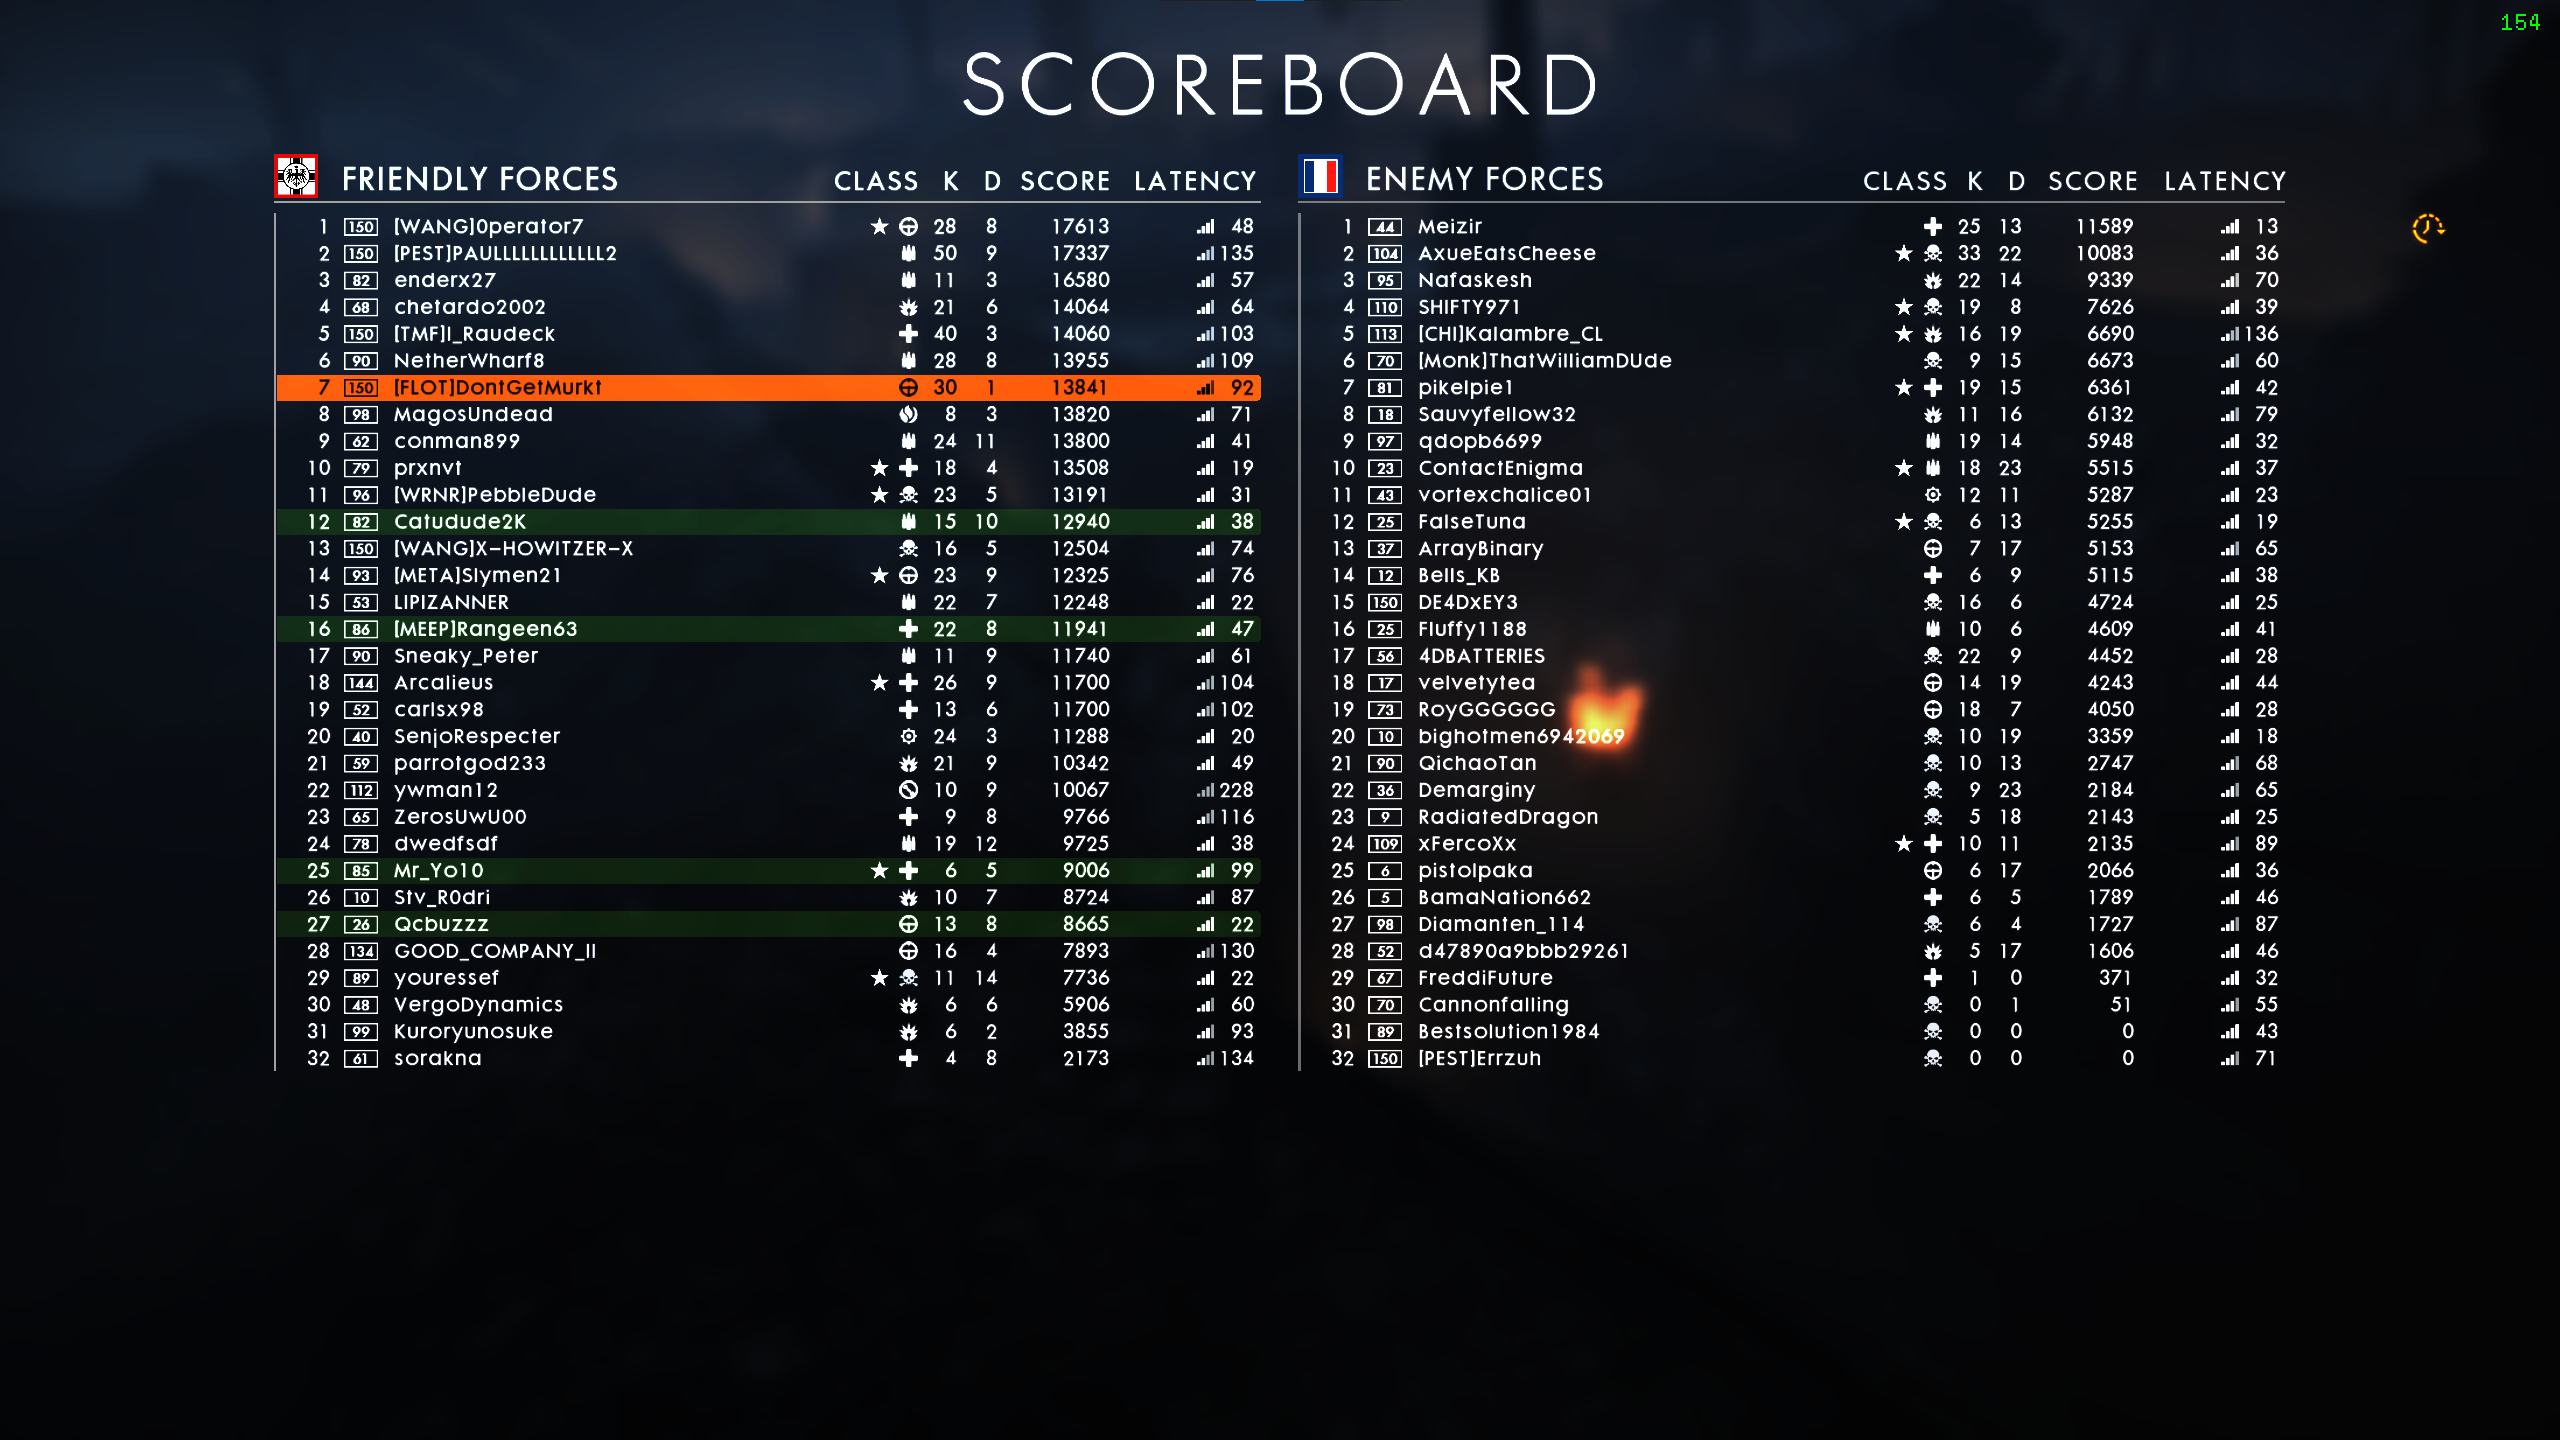 154
SCOREBOARD
FRIENDLY FORCES CLASS K D SCORE LATENCY
1 150 [WANG]0perator7 28 8 17613 48
2 150 [PEST]PAULLLLLLLLLLLL2 50 9 17337 135
3 82 enderx27 11 3 16580 57
4 68 chetardo2002 21 6 14064 64
5 150 [TMF]I_Raudeck 40 3 14060 103
6 90 NetherWharf8 28 8 13955 109
7 150 [FLOT]DontGetMurkt 30 1 13841 92
8 98 MagosUndead 8 3 13820 71
9 62 conman899 24 11 13800 41
10 79 prxnvt 18 4 13508 19
11 96 [WRNR]PebbleDude 23 5 13191 31
12 82 Catudude2K 15 10 12940 38
13 150 [WANG]X-HOWITZER-X 16 5 12504 74
14 93 [META]Slymen21 23 9 12325 76
15 53 LIPIZANNER 22 7 12248 22
16 86 [MEEP]Rangeen63 22 8 11941 47
17 90 Sneaky_Peter 11 9 11740 61
18 144 Arcalieus 26 9 11700 104
19 52 carlsx98 13 6 11700 102
20 40 SenjoRespecter 24 3 11288 20
21 59 parrotgod233 21 9 10342 49
22 112 ywman12 10 9 10067 228
23 65 ZerosUwU00 9 8 9766 116
24 78 dwedfsdf 19 12 9725 38
25 85 Mr_Yo10 6 5 9006 99
26 10 Stv_R0dri 10 7 8724 87
27 26 Qcbuzzz 13 8 8665 22
28 134 GOOD_COMPANY_II 16 4 7893 130
29 89 youressef 11 14 7736 22
30 48 VergoDynamics 6 6 5906 60
31 99 Kuroryunosuke 6 2 3855 93
32 61 sorakna 4 8 2173 134
ENEMY FORCES CLASS K D SCORE LATENCY
1 44 Meizir 25 13 11589 13
2 104 AxueEatsCheese 33 22 10083 36
3 95 Nafaskesh 22 14 9339 70
4 110 SHIFTY971 19 8 7626 39
5 113 [CHI]Kalambre_CL 16 19 6690 136
6 70 [Monk]ThatWilliamDUde 9 15 6673 60
7 81 pikelpie1 19 15 6361 42
8 18 Sauvyfellow32 11 16 6132 79
9 97 qdopb6699 19 14 5948 32
10 23 ContactEnigma 18 23 5515 37
11 43 vortexchalice01 12 11 5287 23
12 25 FalseTuna 6 13 5255 19
13 37 ArrayBinary 7 17 5153 65
14 12 Bells_KB 6 9 5115 38
15 150 DE4DxEY3 16 6 4724 25
16 25 Fluffy1188 10 6 4609 41
17 56 4DBATTERIES 22 9 4452 28
18 17 velvetytea 14 19 4243 44
19 73 RoyGGGGGG 18 7 4050 28
20 10 bighotmen6942069 10 19 3359 18
21 90 QichaoTan 10 13 2747 68
22 36 Demarginy 9 23 2184 65
23 9 RadiatedDragon 5 18 2143 25
24 109 xFercoXx 10 11 2135 89
25 6 pistolpaka 6 17 2066 36
26 5 BamaNation662 6 5 1789 46
27 98 Diamanten_114 6 4 1727 87
28 52 d47890a9bbb29261 5 17 1606 46
29 67 FreddiFuture 1 0 371 32
30 70 Cannonfalling 0 1 51 55
31 89 Bestsolution1984 0 0 0 43
32 150 [PEST]Errzuh 0 0 0 71